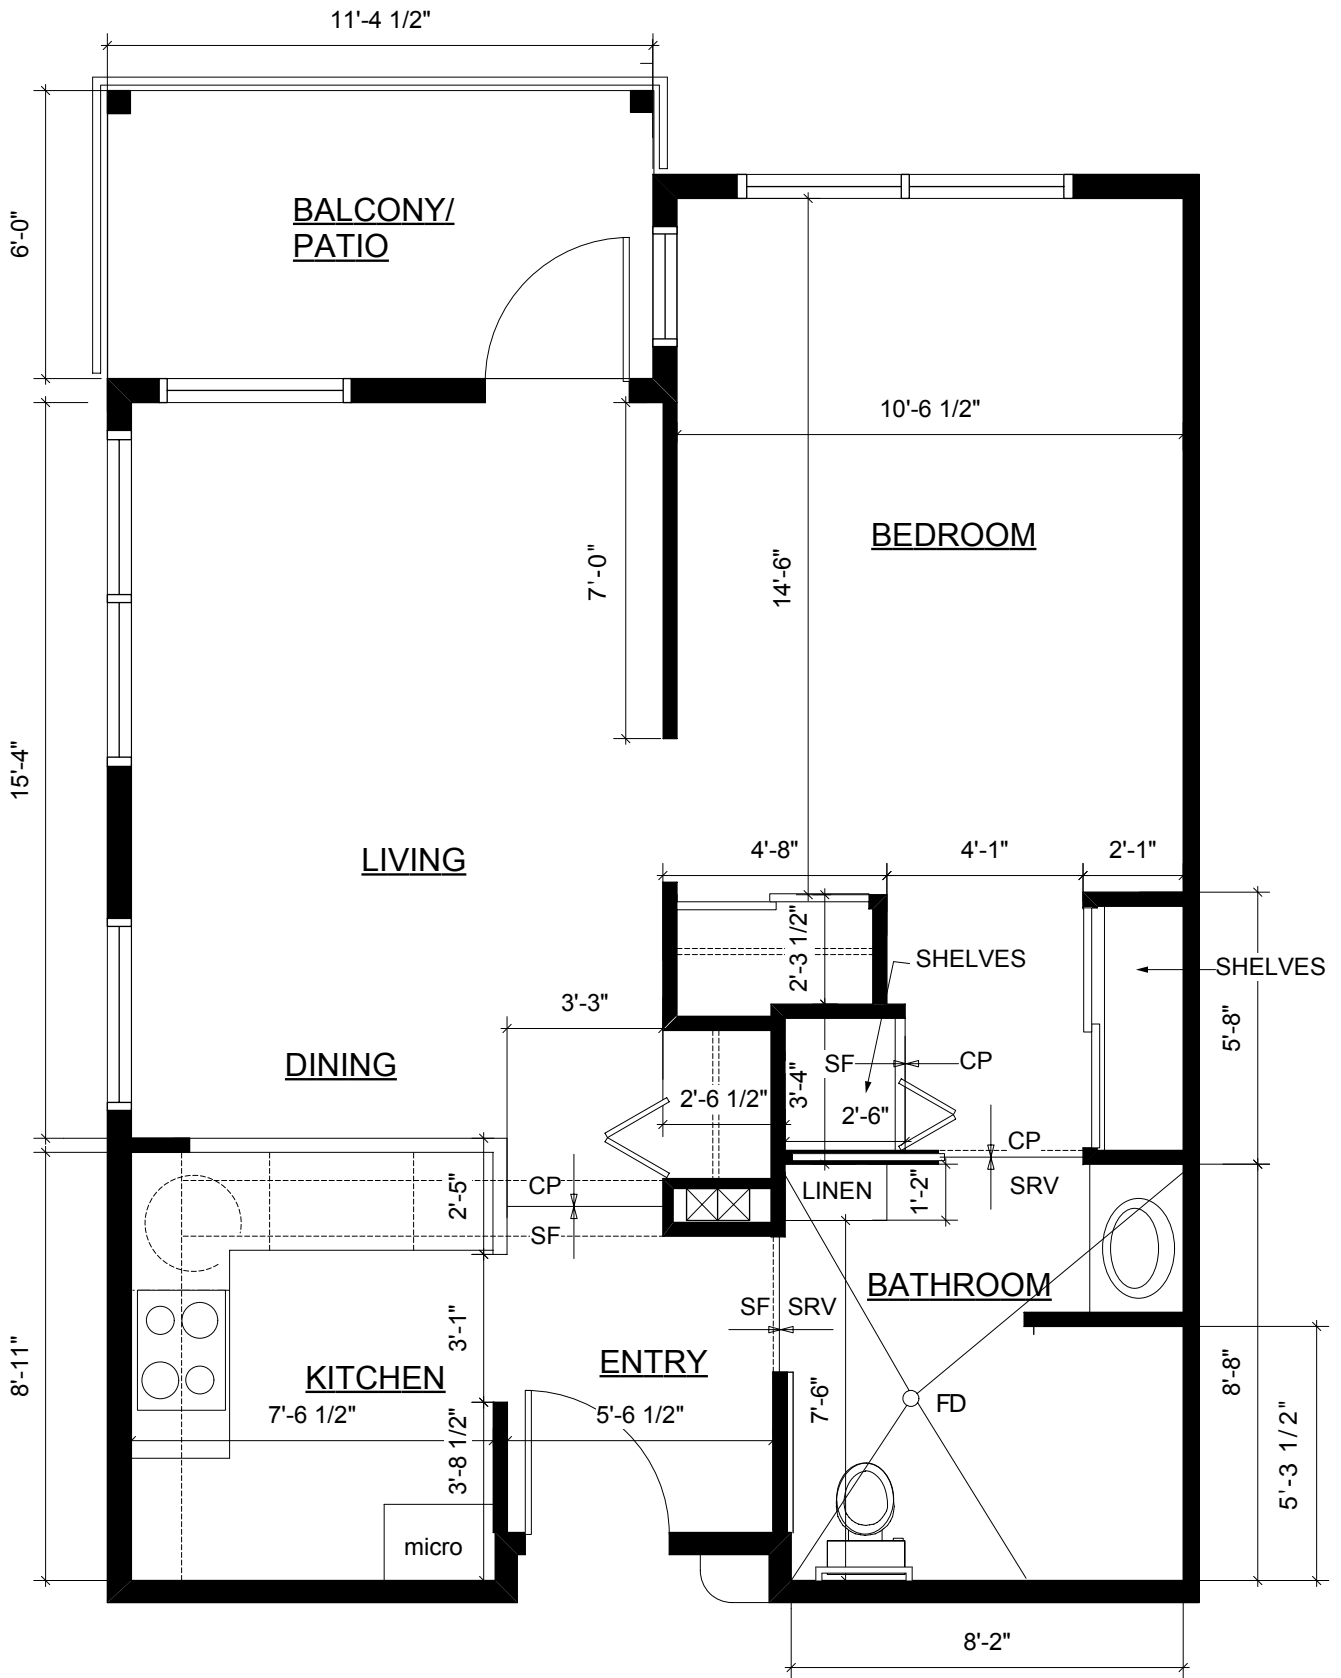 11'-4 1/2"
6'-0"
BALCONY/
PATIO
10'-6 1/2"
BEDROOM
7'-0"
14'-6"
15'-4"
LIVING
4'-8"
4'-1"
2'-1"
2'-3 1/2"
SHELVES
SHELVES
3'-3"
5'-8"
DINING
SF
CP
2'-6 1/2"
3'-4"
2'-6"
CP
CP
SRV
LINEN
1'-2"
2'-5"
SF
BATHROOM
SF
SRV
3'-1"
ENTRY
KITCHEN
8'-11"
7'-6 1/2"
5'-6 1/2"
7'-6"
FD
8'-8"
3'-8 1/2"
5'-3 1/2"
micro
8'-2"